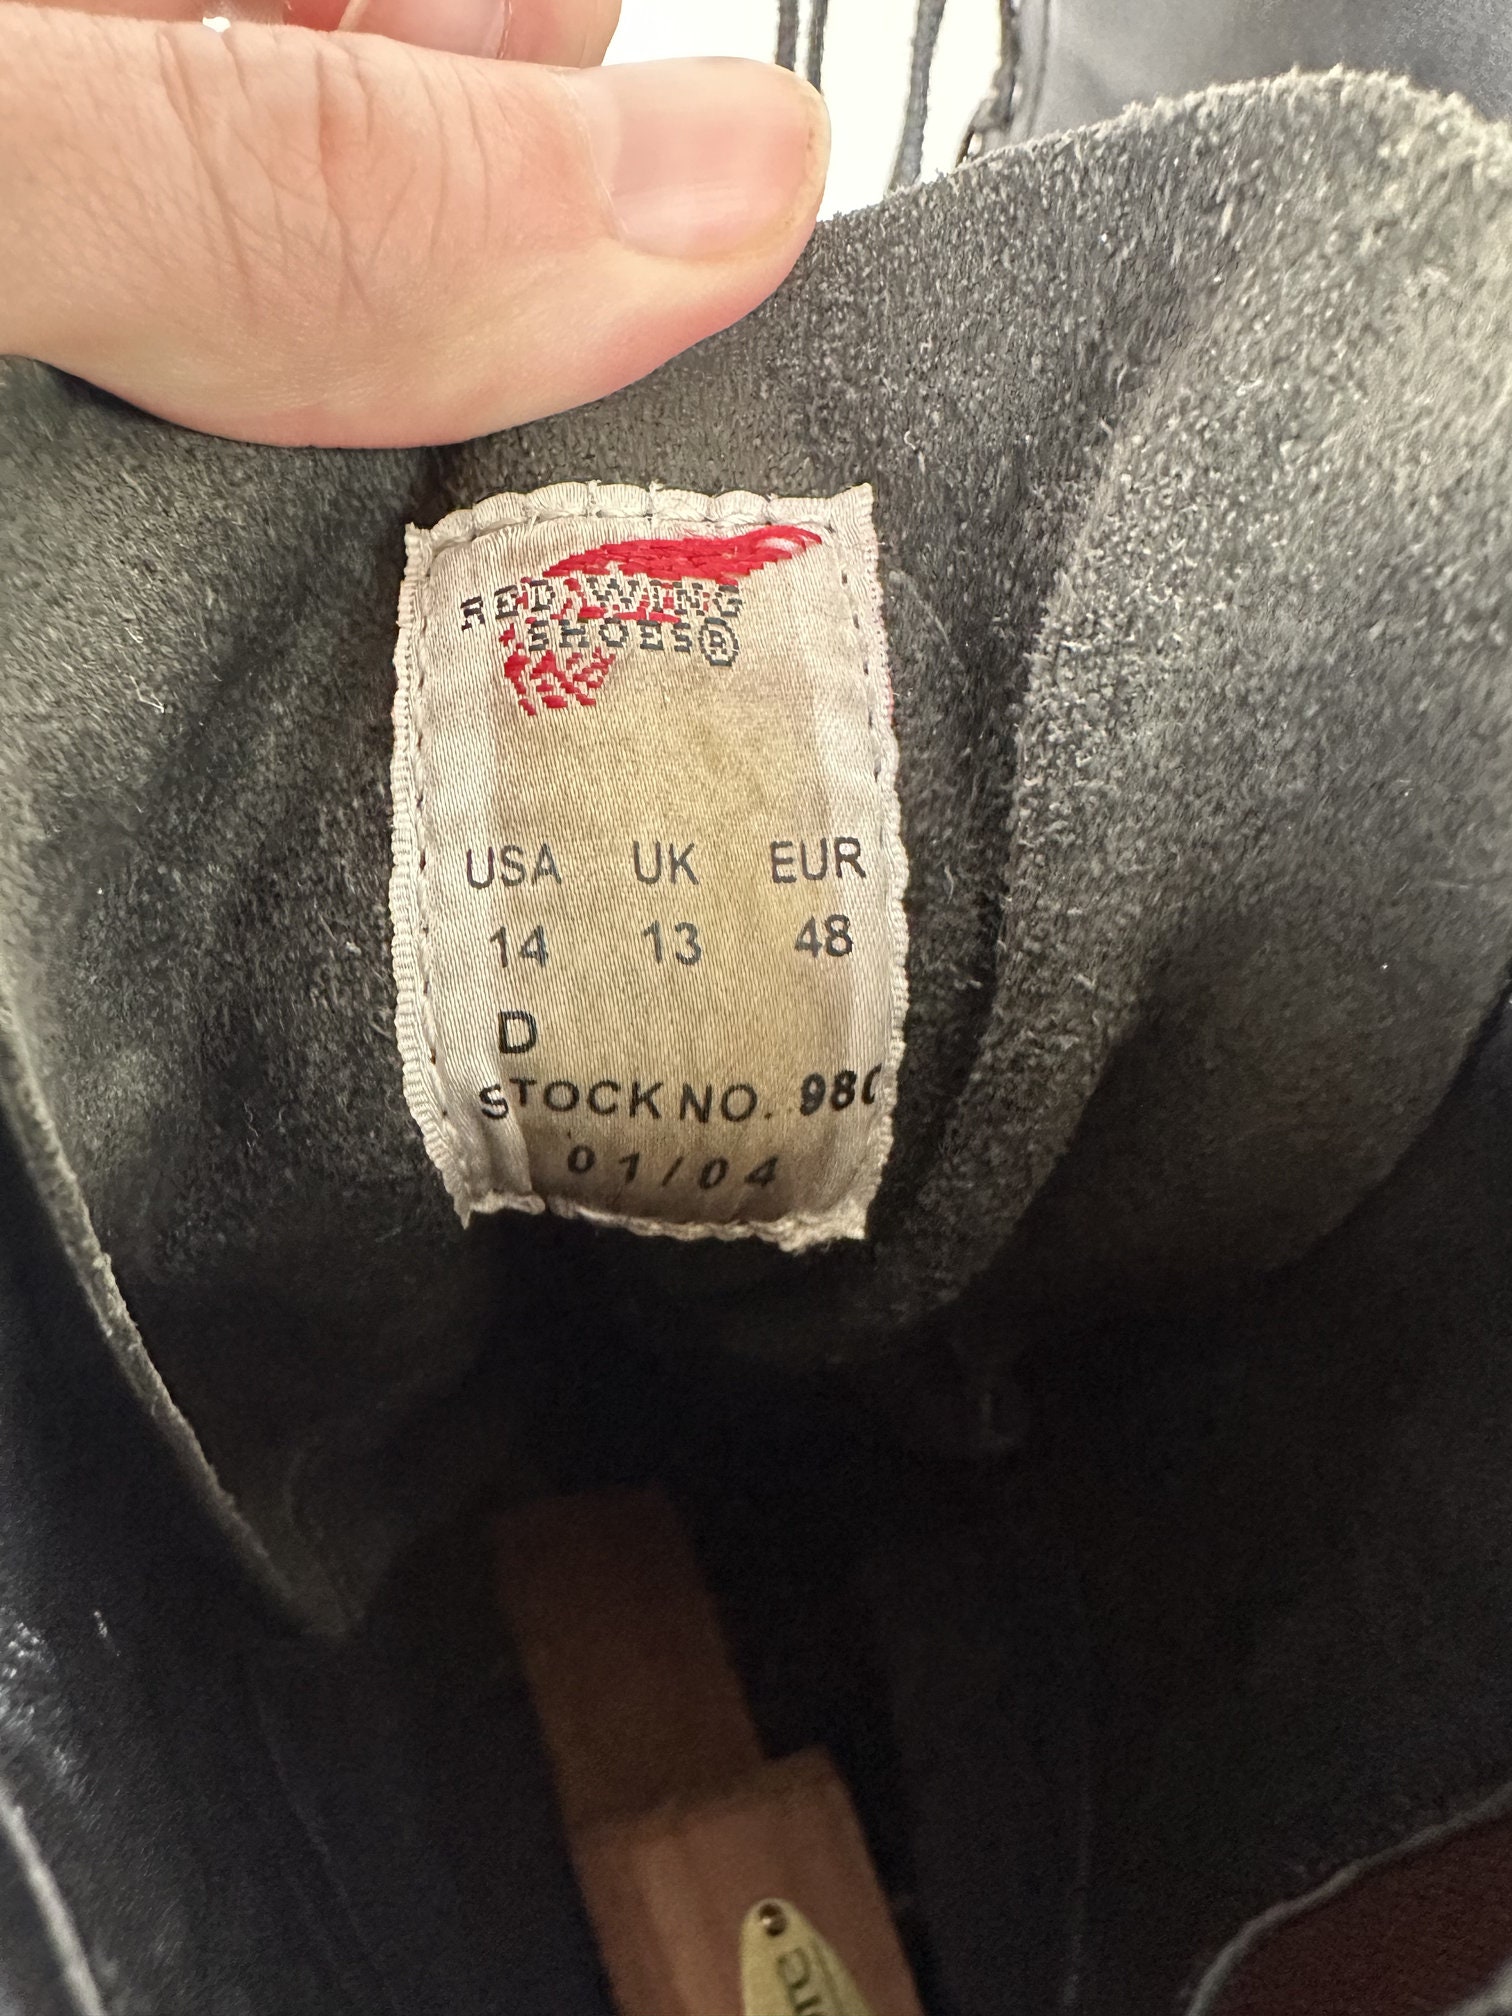 RED WING
SHOES®
USA UK EUR
14 13 48
D
STOCK NO. 980
01/04